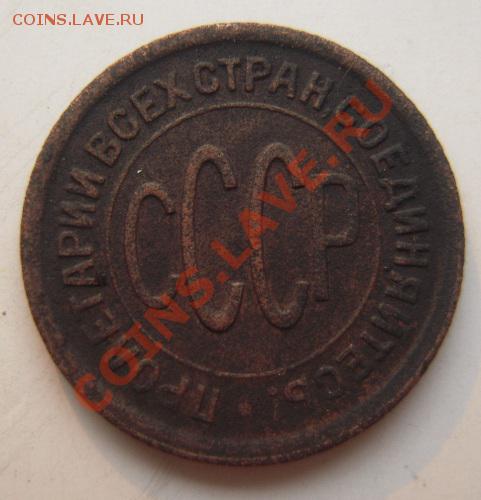 COINS.LAVE.RU
ПРОЛЕТАРИИ ВСЕХ СТРАН, СОЕДИНЯЙТЕСЬ!
СССР
COINS.LAVE.RU